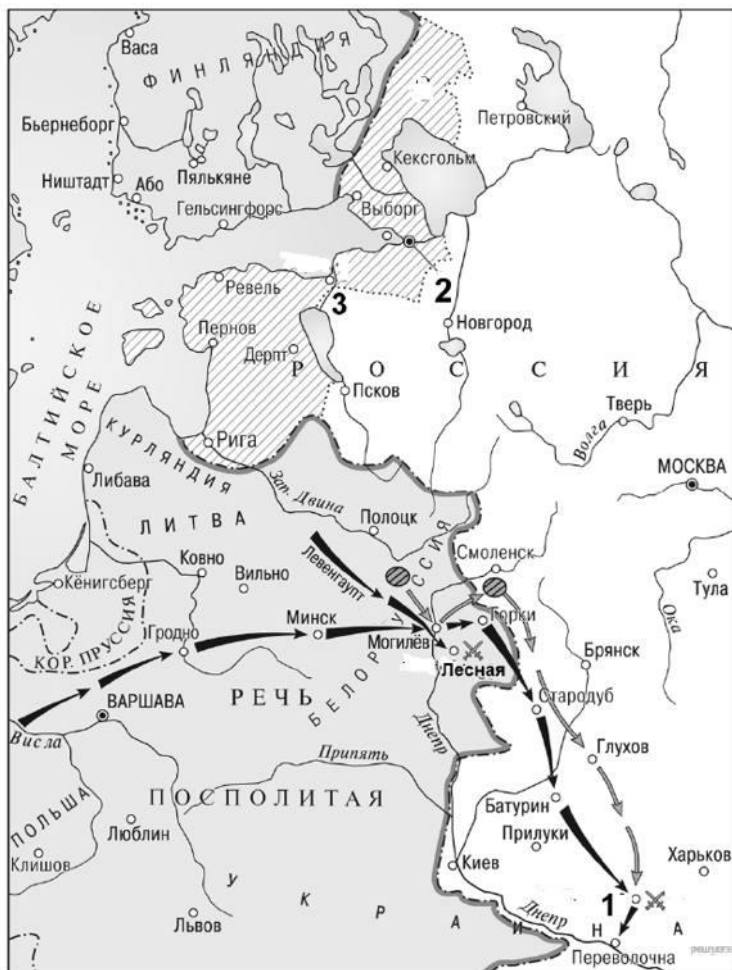 Васа
ФИНЛЯНДИЯ
Петровский
Бьернеборг
Кексгольм
Пялькяне
Ништадт
Або
Гельсингфорс
Выборг
Ревель
3
2
Пернов
Новгород
Дерпт
РОССИЯ
Псков
БАЛТИЙСКОЕ
МОРЕ
Тверь
Волга
Рига
КУРЛЯНДИЯ
МОСКВА
Либава
Зап. Двина
ЛИТВА
Полоцк
Смоленск
Левенгаупт
Ковно
Вильно
Кёнигсберг
Тула
Минск
Горки
Ока
КОР. ПРУССИЯ
Гродно
Могилёв
Брянск
Лесная
БЕЛОРУССИЯ
ВАРШАВА
РЕЧЬ
Стародуб
Висла
Днепр
Глухов
Припять
ПОСПОЛИТАЯ
Батурин
ПОЛЬША
Люблин
Прилуки
Харьков
Клишов
Киев
1
Львов
Днепр
УКРАИНА
Переволочна